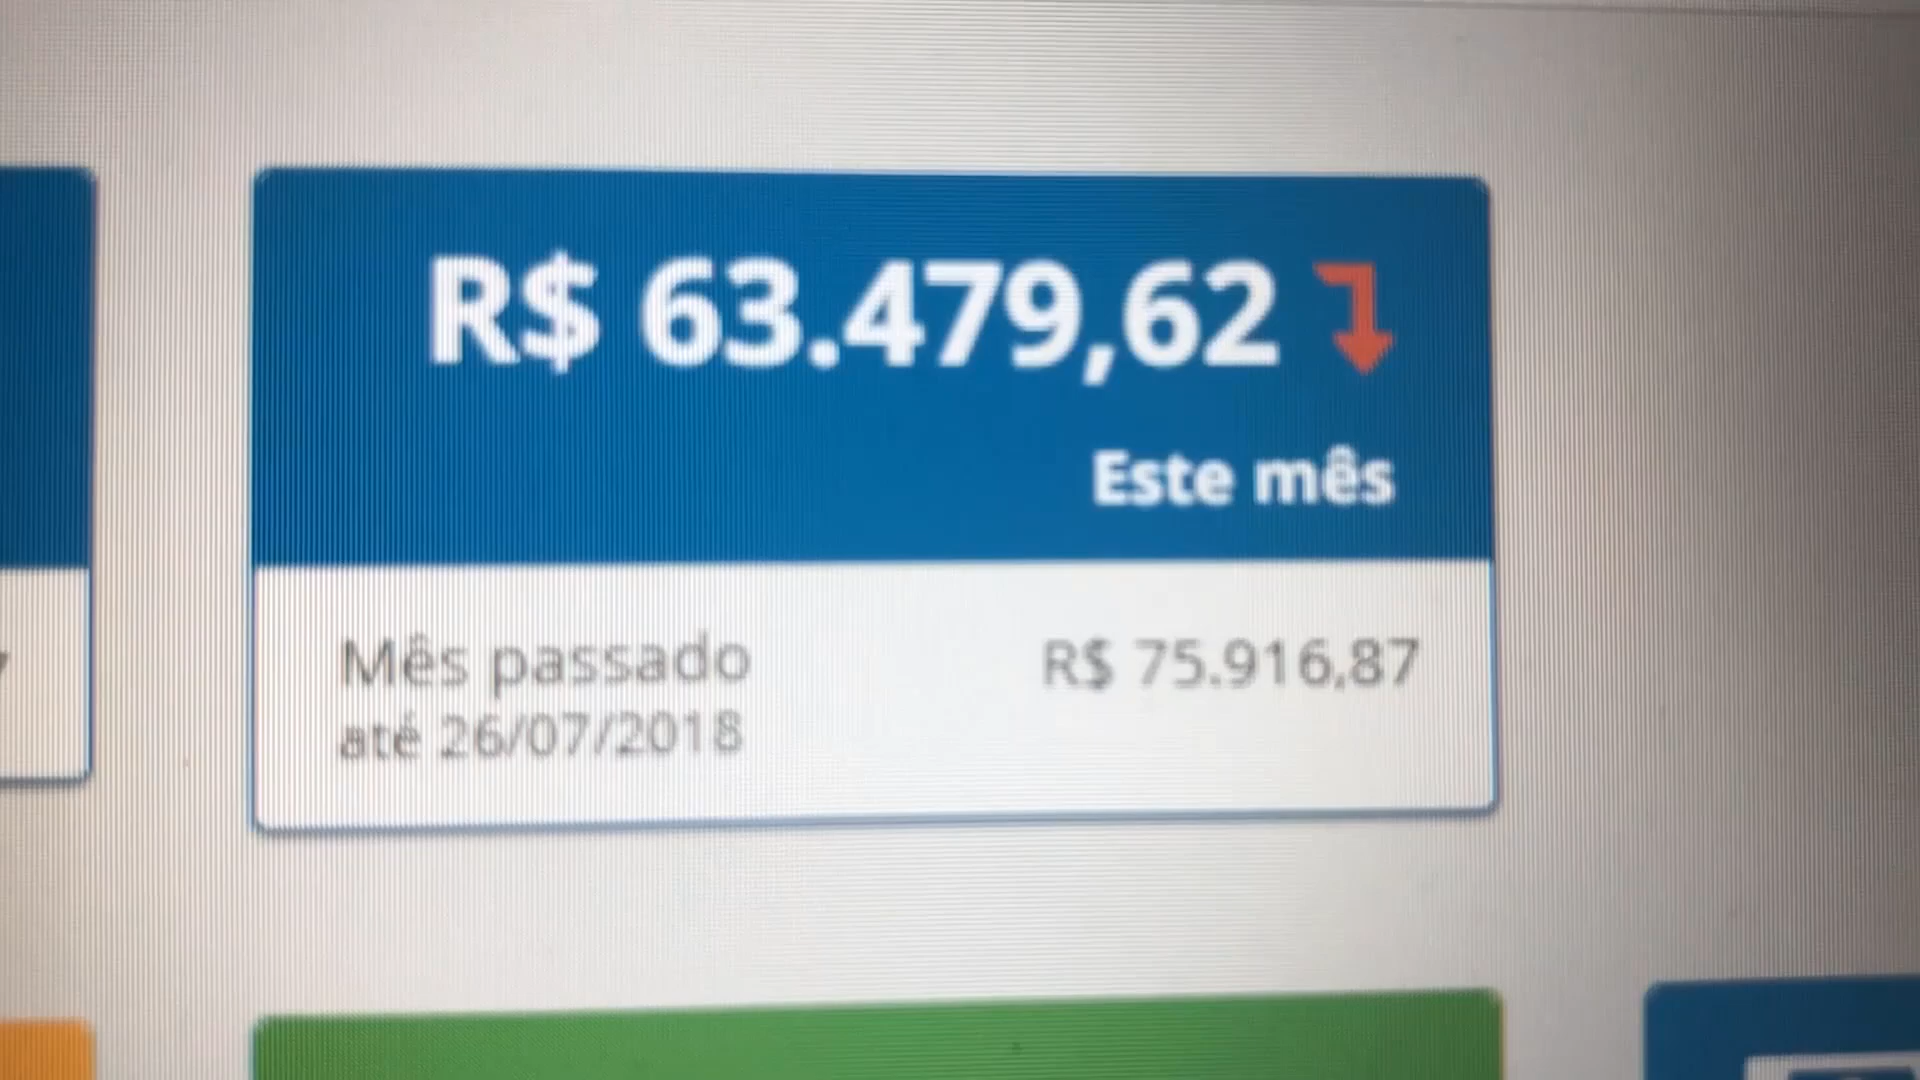 R$ 63.479,62
Este mês
Mês passado
R$ 75.916,87
até 26/07/2018